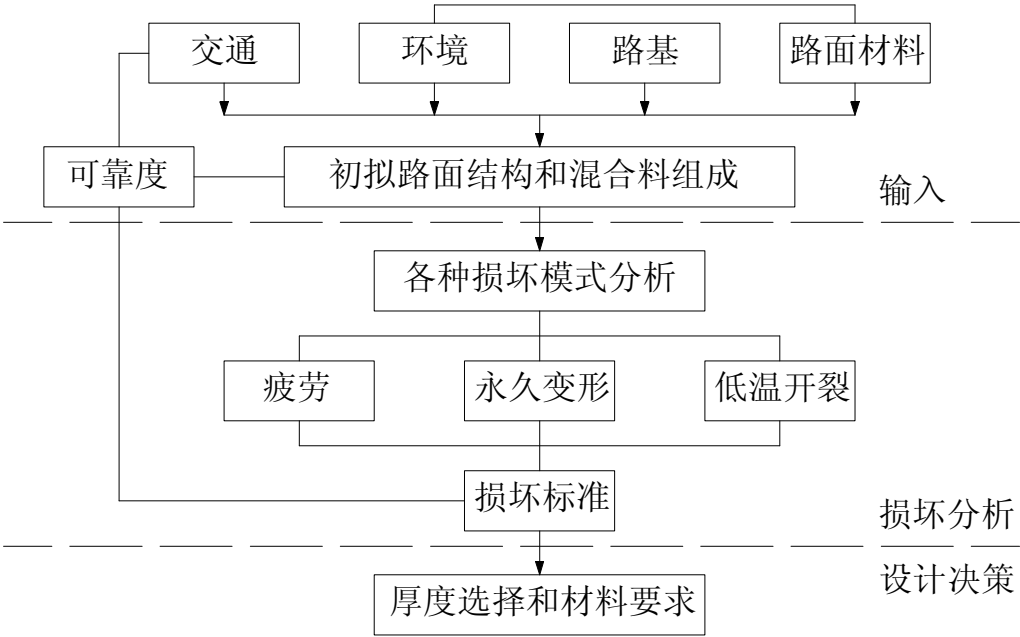 交通
环境
路基
路面材料
可靠度
初拟路面结构和混合料组成
输入
各种损坏模式分析
疲劳
永久变形
低温开裂
损坏标准
损坏分析
设计决策
厚度选择和材料要求